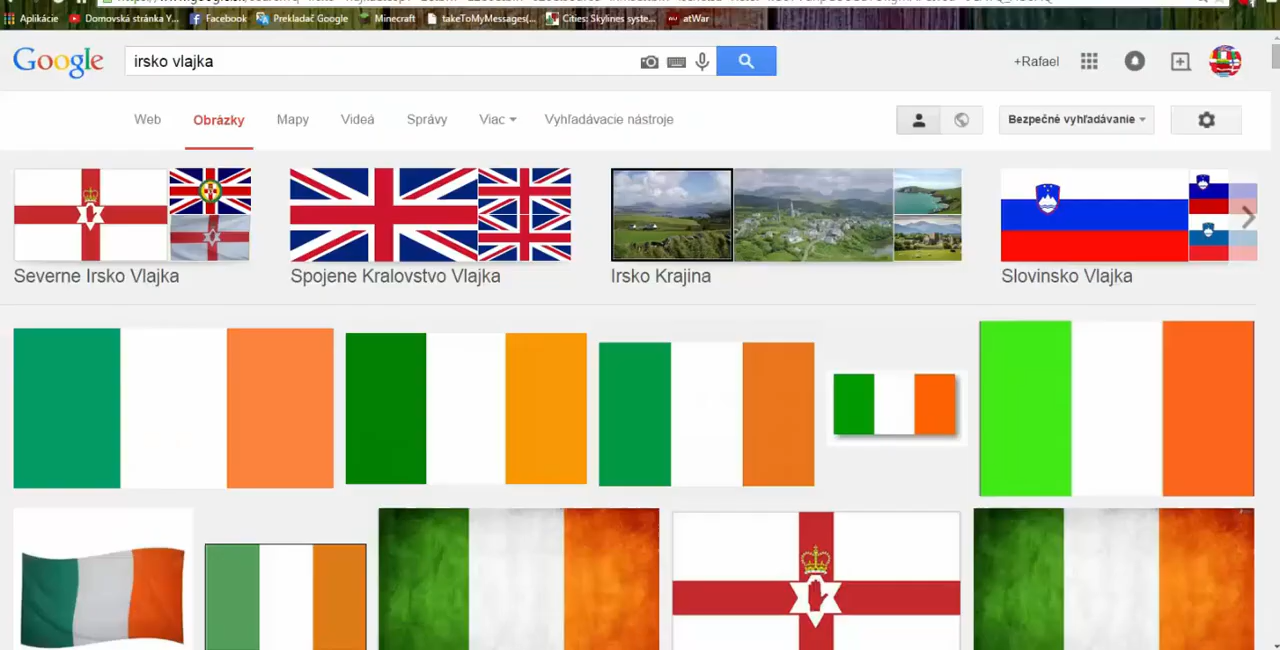 Aplikácie
Domovská stránka Y...
Facebook
Prekladač Google
Minecraft
takeToMyMessages(...
Cities: Skylines syste...
atWar
Google
irsko vlajka
+Rafael
Web
Obrázky
Mapy
Videá
Správy
Viac
Vyhľadávacie nástroje
Bezpečné vyhľadávanie
Severne Irsko Vlajka
Spojene Kralovstvo Vlajka
Irsko Krajina
Slovinsko Vlajka